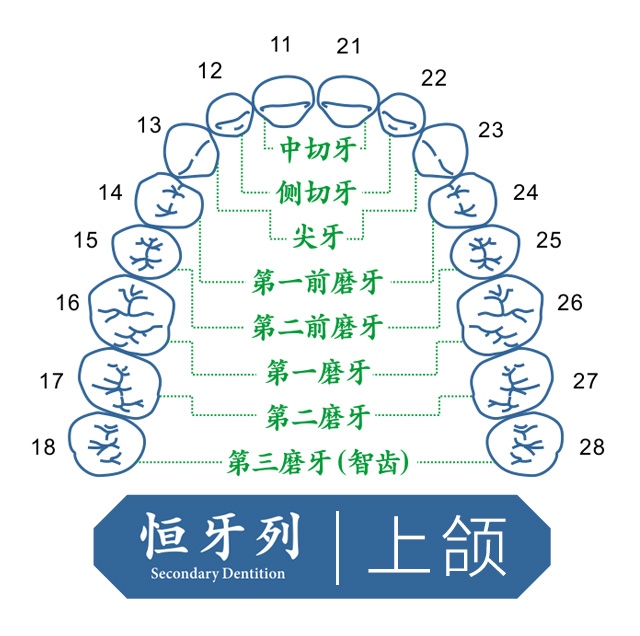 11 21
12 22
13 23
中切牙
14 侧切牙 24
15 尖牙 25
第一前磨牙
16 26
第二前磨牙
第一磨牙
17 27
第二磨牙
18 第三磨牙(智齿) 28
恒牙列 上颌
Secondary Dentition